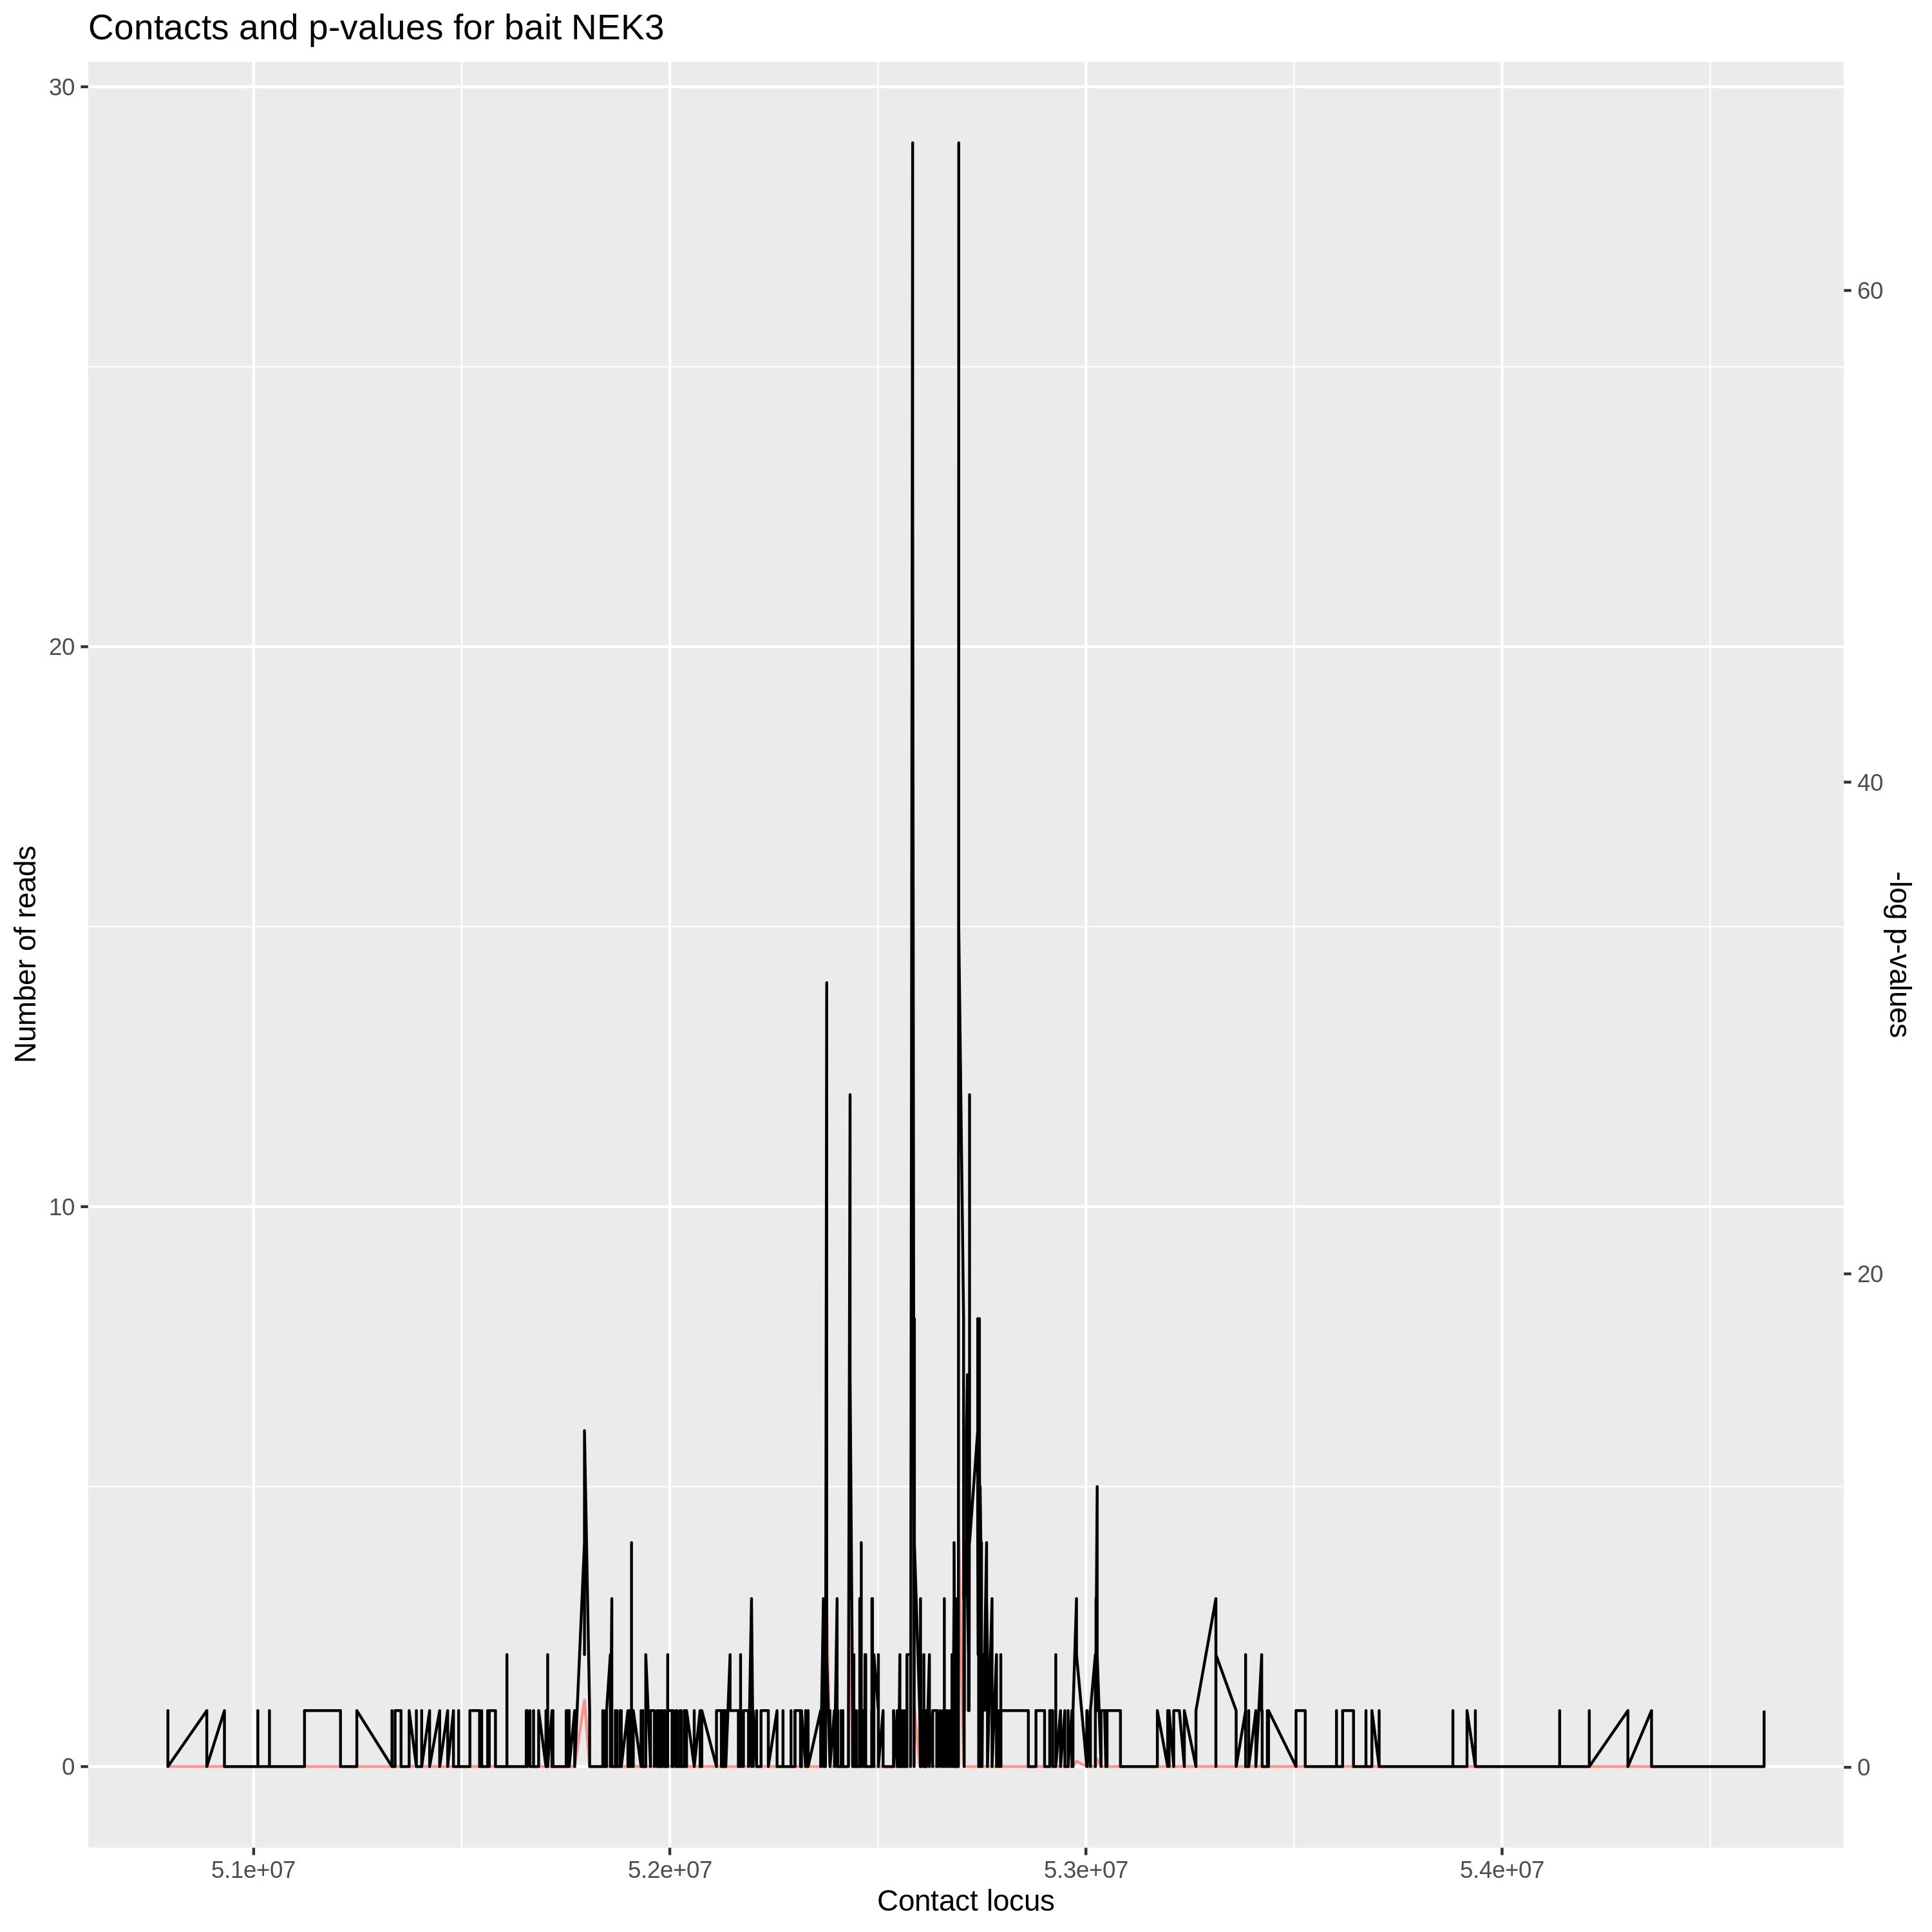 Contacts and p-values for bait NEK3
30
20
10
0
Number of reads
60
40
20
0
-log p-values
5.1e+07 5.2e+07 5.3e+07 5.4e+07
Contact locus